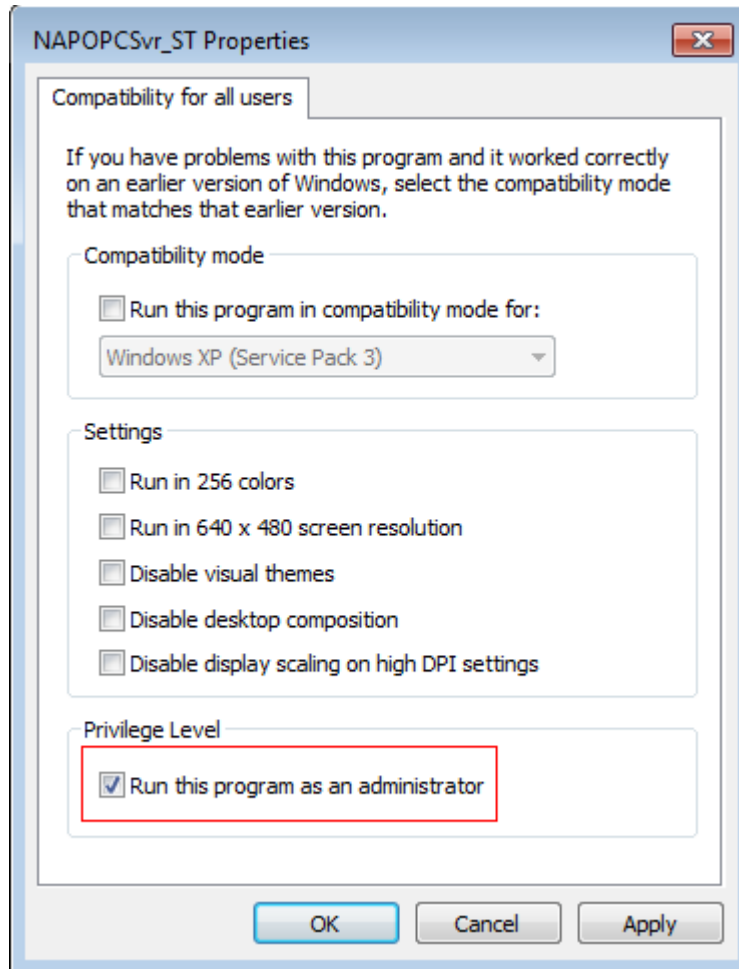 NAPOPCSvr_ST Properties
Compatibility for all users
If you have problems with this program and it worked correctly
on an earlier version of Windows, select the compatibility mode
that matches that earlier version.
Compatibility mode
Run this program in compatibility mode for:
Windows XP (Service Pack 3)
Settings
Run in 256 colors
Run in 640 x 480 screen resolution
Disable visual themes
Disable desktop composition
Disable display scaling on high DPI settings
Privilege Level
Run this program as an administrator
OK Cancel Apply